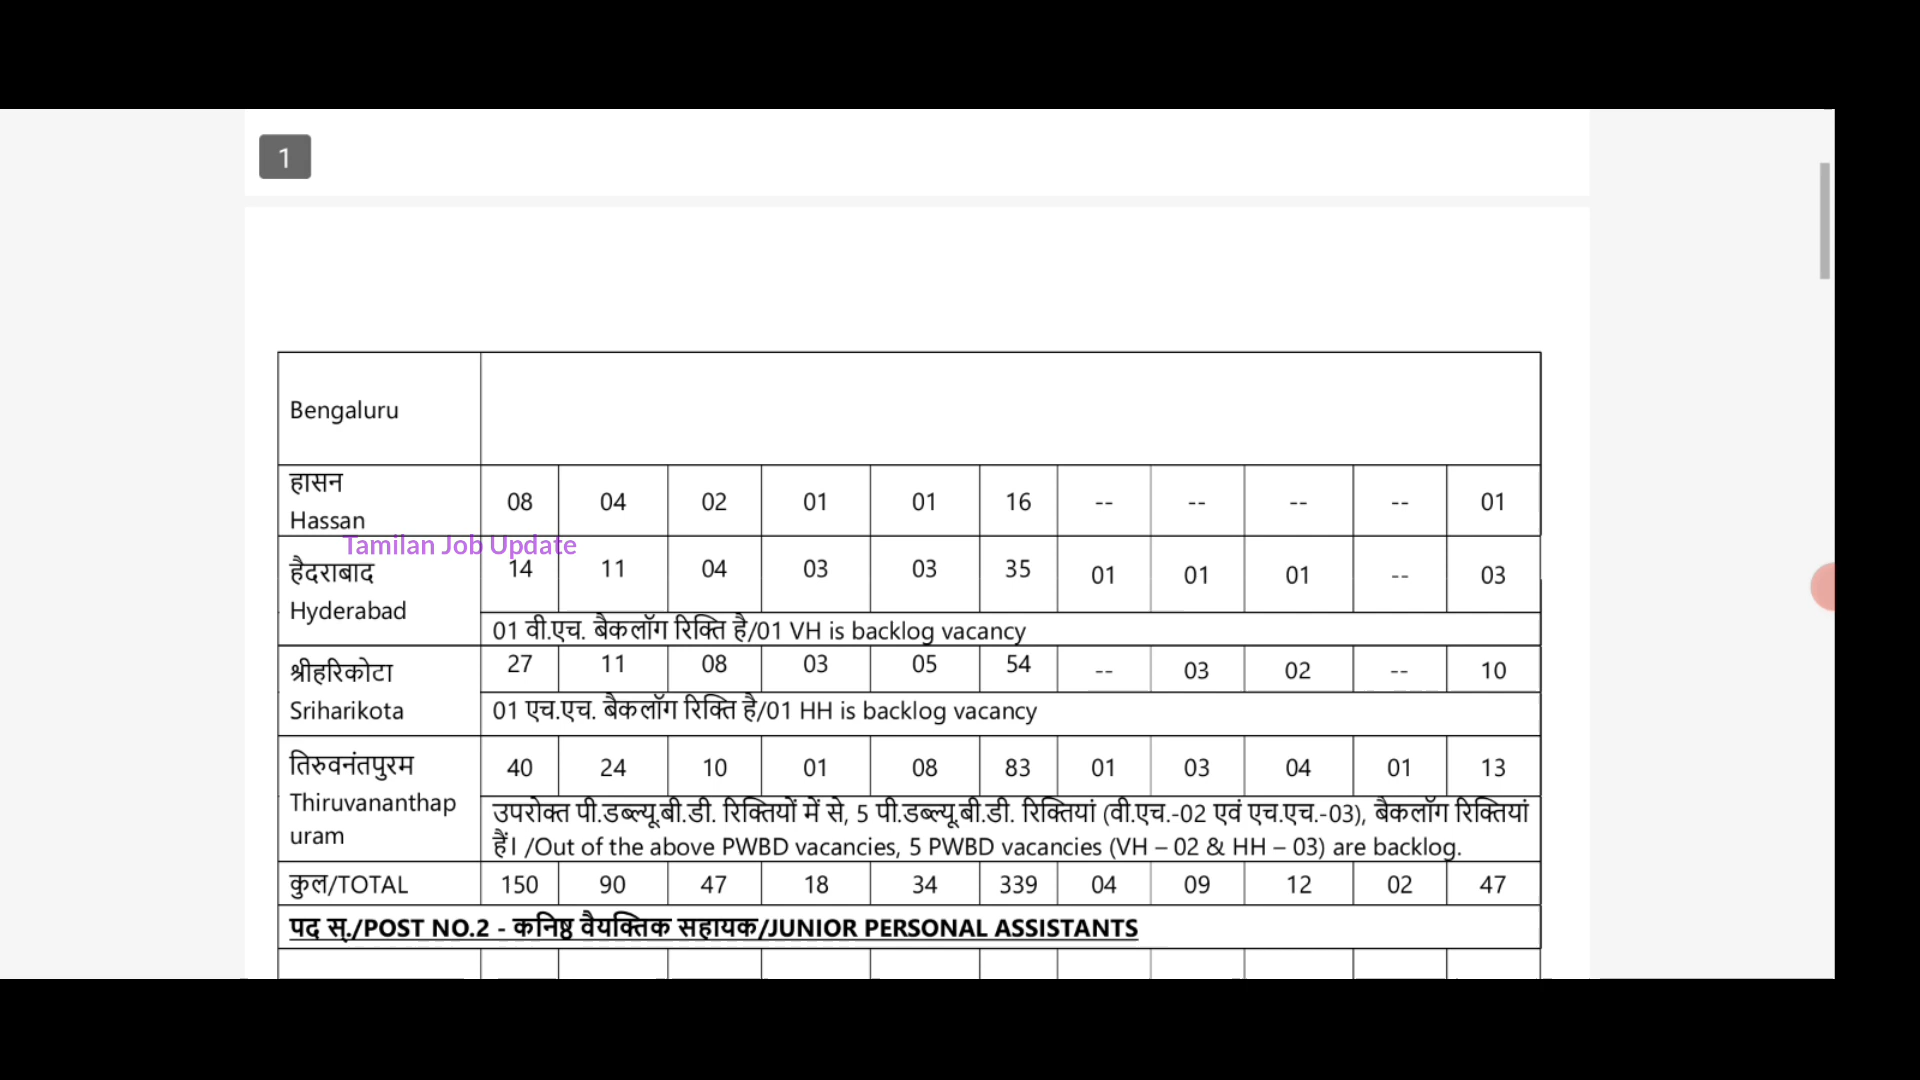 1
Bengaluru
हासन
Hassan
08 04 02 01 01 16 -- -- -- -- 01
Tamilan Job Update
हैदराबाद
Hyderabad
14 11 04 03 03 35 01 01 01 -- 03
01 वी.एच. बैकलॉग रिक्ति है/01 VH is backlog vacancy
श्रीहरिकोटा
Sriharikota
27 11 08 03 05 54 -- 03 02 -- 10
01 एच.एच. बैकलॉग रिक्ति है/01 HH is backlog vacancy
तिरुवनंतपुरम
Thiruvananthap
uram
40 24 10 01 08 83 01 03 04 01 13
उपरोक्त पी.डब्ल्यू.बी.डी. रिक्तियों में से, 5 पी.डब्ल्यू.बी.डी. रिक्तियां (वी.एच.-02 एवं एच.एच.-03), बैकलॉग रिक्तियां
हैं। /Out of the above PWBD vacancies, 5 PWBD vacancies (VH – 02 & HH – 03) are backlog.
कुल/TOTAL 150 90 47 18 34 339 04 09 12 02 47
पद स्./POST NO.2 - कनिष्ठ वैयक्तिक सहायक/JUNIOR PERSONAL ASSISTANTS